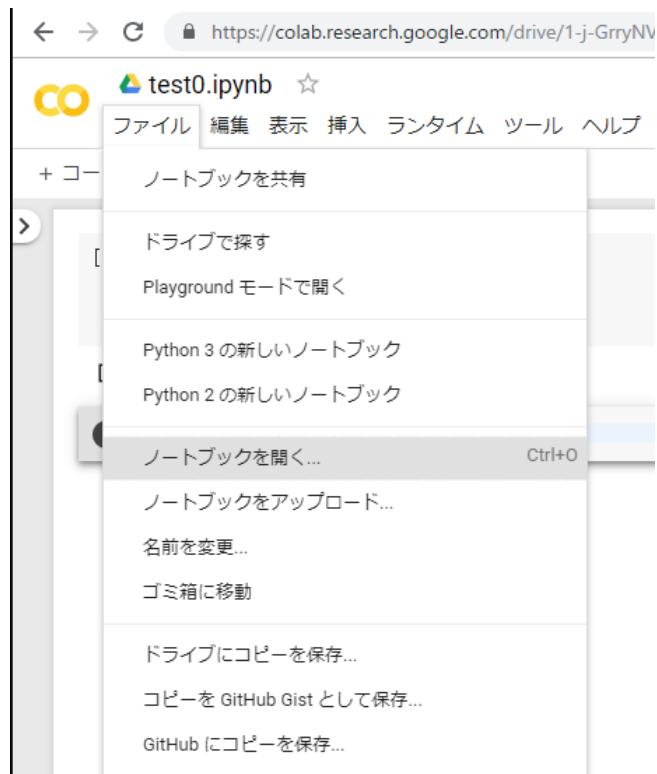 https://colab.research.google.com/drive/1-j-GrryNV
test0.ipynb
ファイル 編集 表示 挿入 ランタイム ツール ヘルプ
+ コー
ノートブックを共有
ドライブで探す
Playground モードで開く
Python 3 の新しいノートブック
Python 2 の新しいノートブック
ノートブックを開く... Ctrl+O
ノートブックをアップロード...
名前を変更...
ゴミ箱に移動
ドライブにコピーを保存...
コピーを GitHub Gist として保存...
GitHub にコピーを保存...